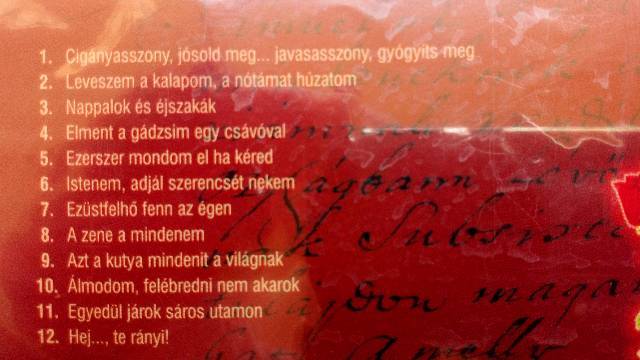 1. Cigányasszony, jósold meg... javasasszony, gyógyíts meg
2. Leveszem a kalapom, a nótámat húzatom
3. Nappalok és éjszakák
4. Elment a gádzsim egy csávóval
5. Ezerszer mondom el ha kéred
6. Istenem, adjál szerencsét nekem
7. Ezüstfelhő fenn az égen
8. A zene a mindenem
9. Azt a kutya mindenit a világnak
10. Álmodom, felébredni nem akarok
11. Egyedül járok sáros utamon
12. Hej..., te rányi!